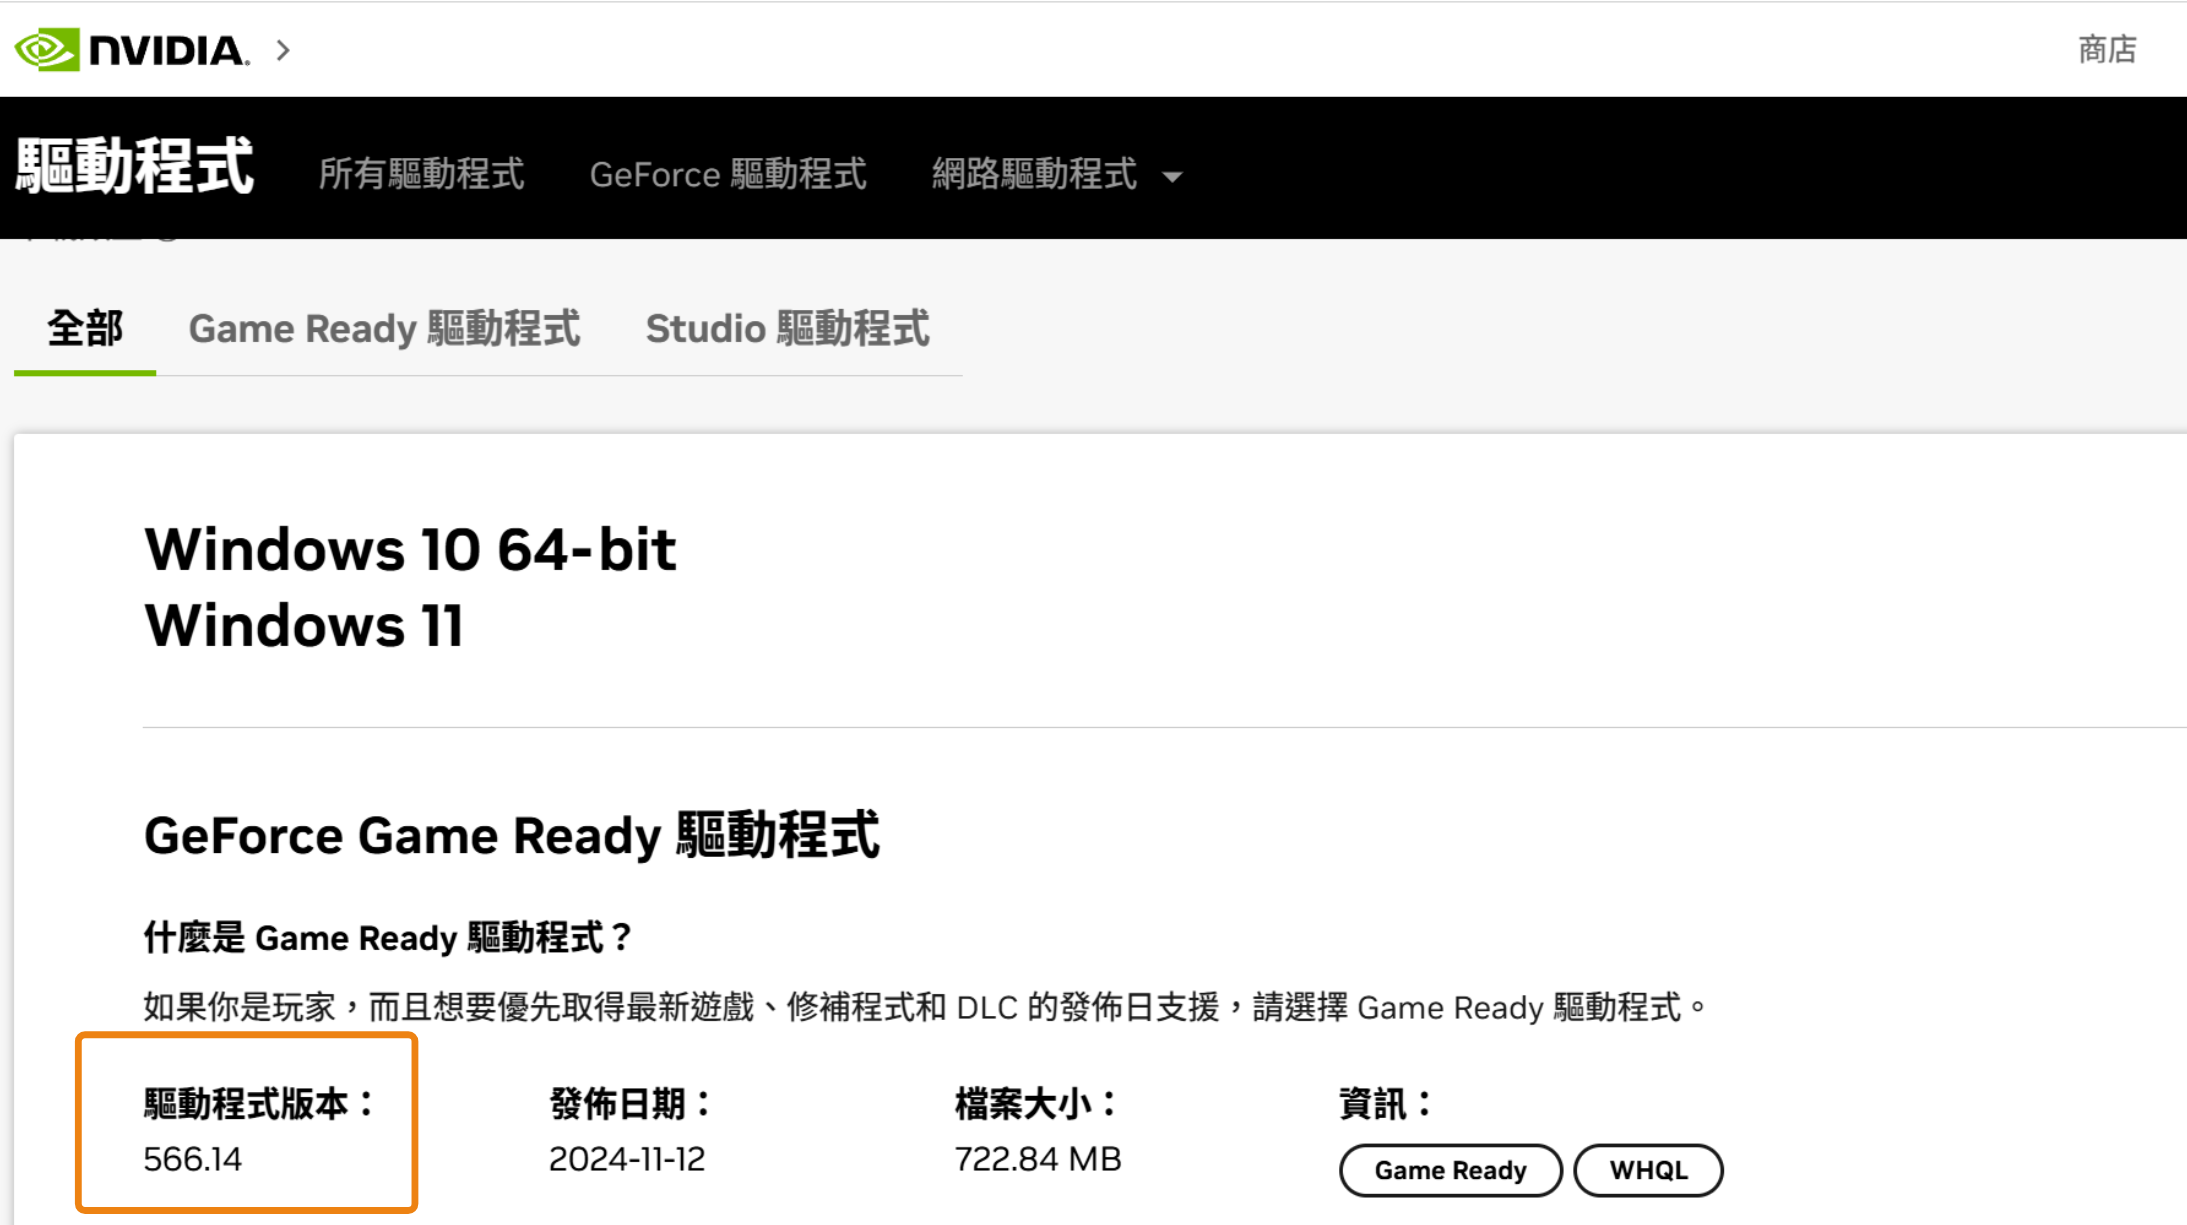 NVIDIA.
商店
驅動程式 所有驅動程式 GeForce 驅動程式 網路驅動程式
全部 Game Ready 驅動程式 Studio 驅動程式
Windows 10 64-bit
Windows 11
GeForce Game Ready 驅動程式
什麼是 Game Ready 驅動程式？
如果你是玩家，而且想要優先取得最新遊戲、修補程式和 DLC 的發佈日支援，請選擇 Game Ready 驅動程式。
驅動程式版本： 發佈日期： 檔案大小： 資訊：
566.14 2024-11-12 722.84 MB Game Ready WHQL